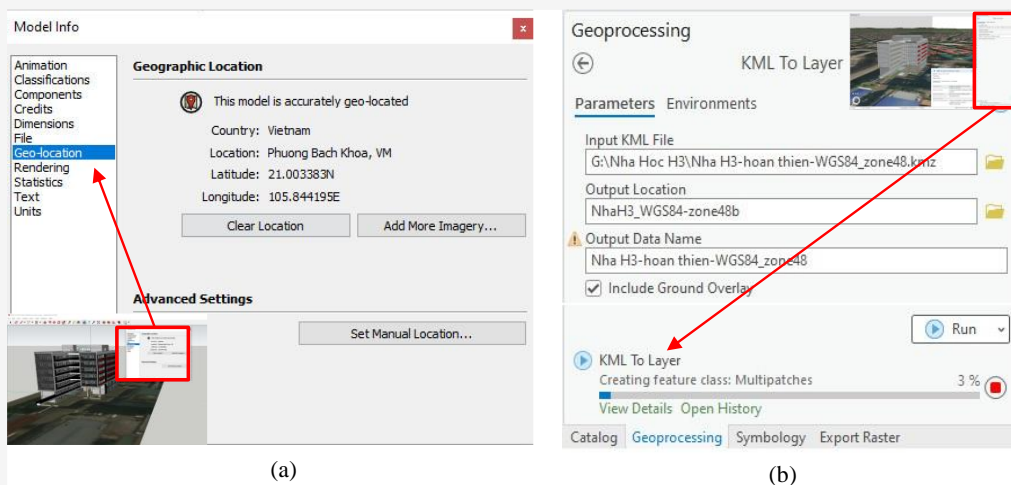 Model Info
x
Animation
Classifications
Components
Credits
Dimensions
File
Geo-location
Rendering
Statistics
Text
Units
Geographic Location
This model is accurately geo-located
Country: Vietnam
Location: Phuong Bach Khoa, VM
Latitude: 21.003383N
Longitude: 105.844195E
Clear Location
Add More Imagery...
Advanced Settings
Set Manual Location...
(a)
Geoprocessing
KML To Layer
Parameters Environments
Input KML File
G:\Nha Hoc H3\Nha H3-hoan thien-WGS84_zone48.kmz
Output Location
NhaH3_WGS84-zone48b
Output Data Name
Nha H3-hoan thien-WGS84_zone48
Include Ground Overlay
Run
KML To Layer
Creating feature class: Multipatches 3 %
View Details Open History
Catalog Geoprocessing Symbology Export Raster
(b)